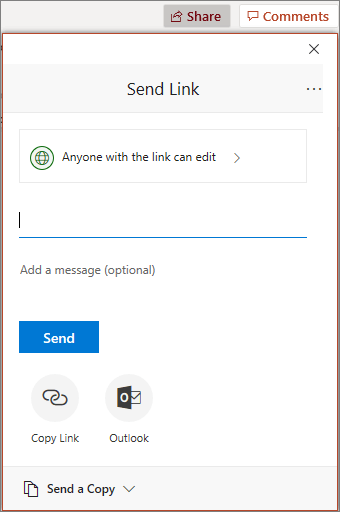 Share
Comments
Send Link
Anyone with the link can edit
Add a message (optional)
Send
Copy Link
Outlook
Send a Copy